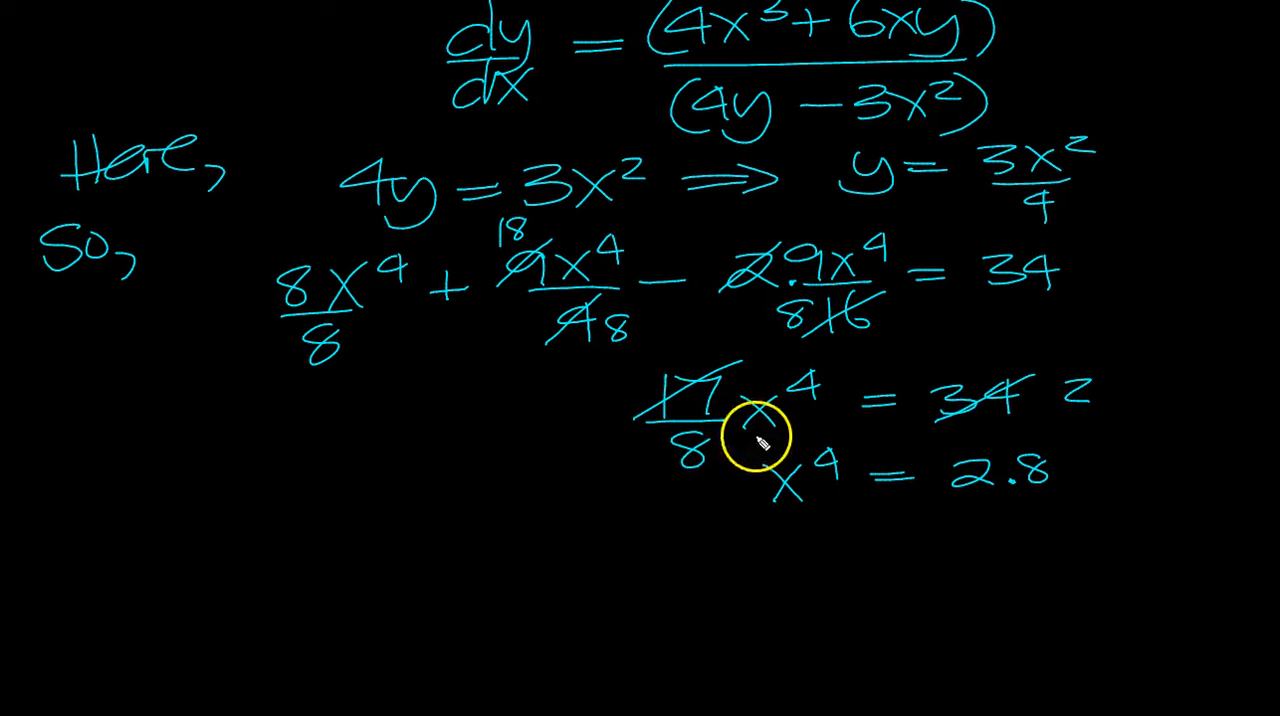 dy/dx = (4x³ + 6xy)/(4y − 3x²)
Here, 4y = 3x² ⟹ y = 3x²/4
So, 8x⁴/8 + 18 9x⁴/4 8 − 2·9x⁴/8 16 = 34
17/8 x⁴ = 34 2
x⁴ = 2.8